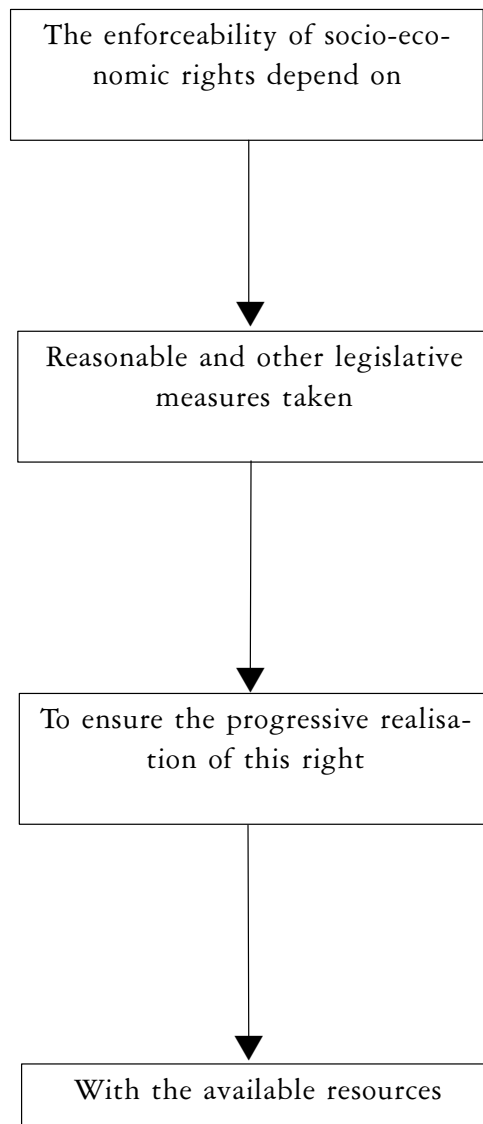 The enforceability of socio-eco-
nomic rights depend on
Reasonable and other legislative
measures taken
To ensure the progressive realisa-
tion of this right
With the available resources